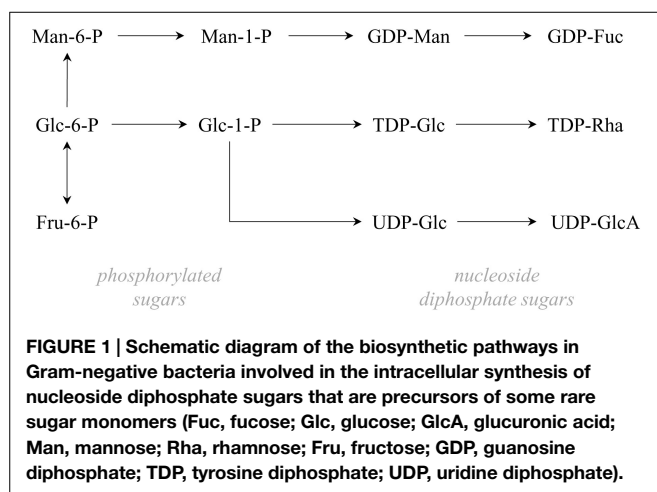 Man-6-P Man-1-P GDP-Man GDP-Fuc
Glc-6-P Glc-1-P TDP-Glc TDP-Rha
Fru-6-P UDP-Glc UDP-GlcA
phosphorylated
sugars
nucleoside
diphosphate sugars
FIGURE 1 | Schematic diagram of the biosynthetic pathways in
Gram-negative bacteria involved in the intracellular synthesis of
nucleoside diphosphate sugars that are precursors of some rare
sugar monomers (Fuc, fucose; Glc, glucose; GlcA, glucuronic acid;
Man, mannose; Rha, rhamnose; Fru, fructose; GDP, guanosine
diphosphate; TDP, tyrosine diphosphate; UDP, uridine diphosphate).